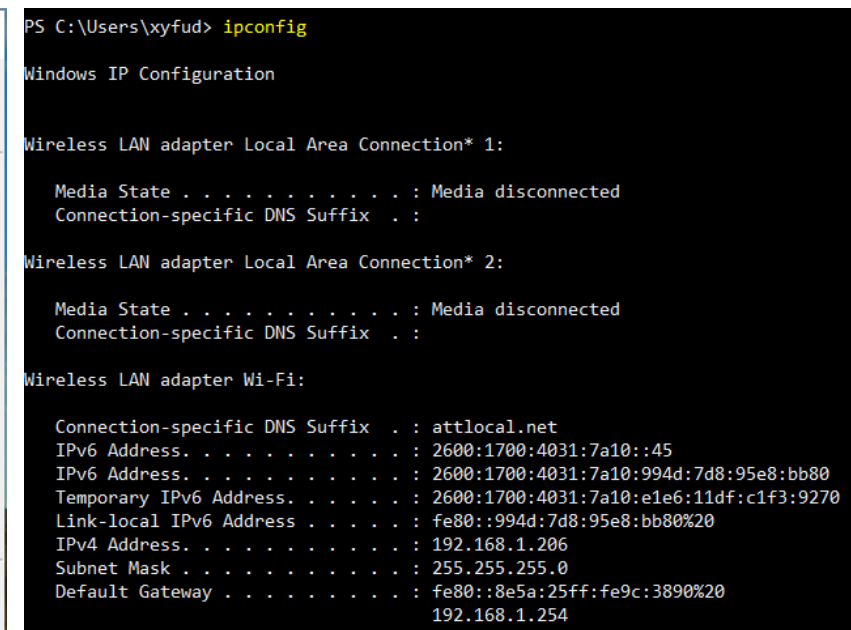 PS C:\Users\xyfud> ipconfig
Windows IP Configuration
Wireless LAN adapter Local Area Connection* 1:
Media State . . . . . . . . . . . : Media disconnected
Connection-specific DNS Suffix  . :
Wireless LAN adapter Local Area Connection* 2:
Media State . . . . . . . . . . . : Media disconnected
Connection-specific DNS Suffix  . :
Wireless LAN adapter Wi-Fi:
Connection-specific DNS Suffix  . : attlocal.net
IPv6 Address. . . . . . . . . . . : 2600:1700:4031:7a10::45
IPv6 Address. . . . . . . . . . . : 2600:1700:4031:7a10:994d:7d8:95e8:bb80
Temporary IPv6 Address. . . . . . : 2600:1700:4031:7a10:e1e6:11df:c1f3:9270
Link-local IPv6 Address . . . . . : fe80::994d:7d8:95e8:bb80%20
IPv4 Address. . . . . . . . . . . : 192.168.1.206
Subnet Mask . . . . . . . . . . . : 255.255.255.0
Default Gateway . . . . . . . . . : fe80::8e5a:25ff:fe9c:3890%20
192.168.1.254